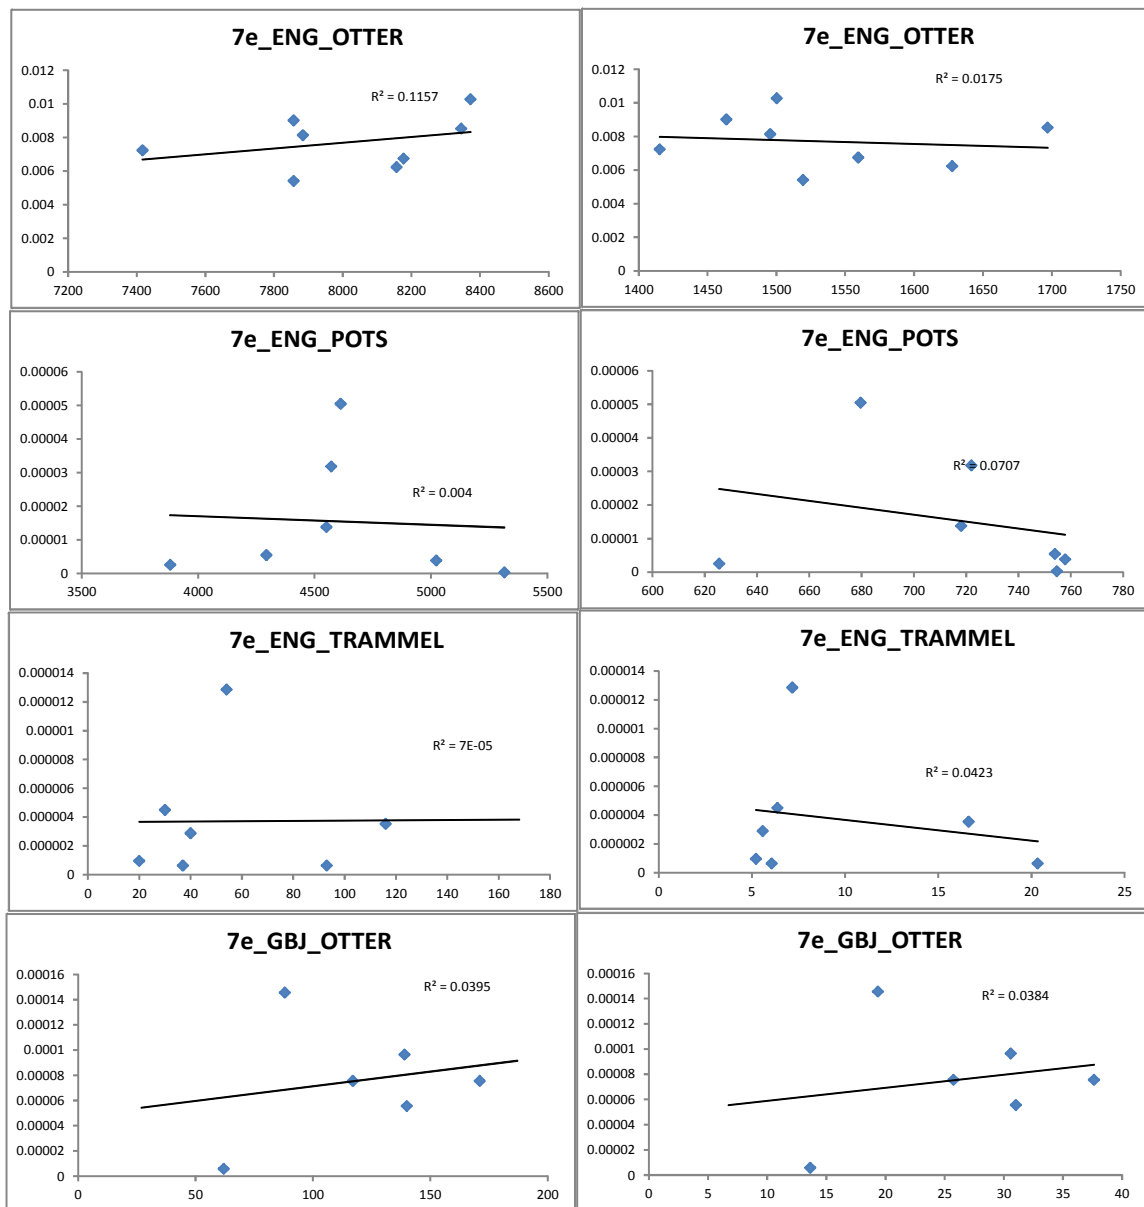 7e_ENG_OTTER
R² = 0.1157
0.012
0.01
0.008
0.006
0.004
0.002
0
7200 7400 7600 7800 8000 8200 8400 8600
7e_ENG_OTTER
R² = 0.0175
0.012
0.01
0.008
0.006
0.004
0.002
0
1400 1450 1500 1550 1600 1650 1700 1750
7e_ENG_POTS
R² = 0.004
0.00006
0.00005
0.00004
0.00003
0.00002
0.00001
0
3500 4000 4500 5000 5500
7e_ENG_POTS
R² = 0.0707
0.00006
0.00005
0.00004
0.00003
0.00002
0.00001
0
600 620 640 660 680 700 720 740 760 780
7e_ENG_TRAMMEL
R² = 7E-05
0.000014
0.000012
0.00001
0.000008
0.000006
0.000004
0.000002
0
0 20 40 60 80 100 120 140 160 180
7e_ENG_TRAMMEL
R² = 0.0423
0.000014
0.000012
0.00001
0.000008
0.000006
0.000004
0.000002
0
0 5 10 15 20 25
7e_GBJ_OTTER
R² = 0.0395
0.00016
0.00014
0.00012
0.0001
0.00008
0.00006
0.00004
0.00002
0
0 50 100 150 200
7e_GBJ_OTTER
R² = 0.0384
0.00016
0.00014
0.00012
0.0001
0.00008
0.00006
0.00004
0.00002
0
0 5 10 15 20 25 30 35 40